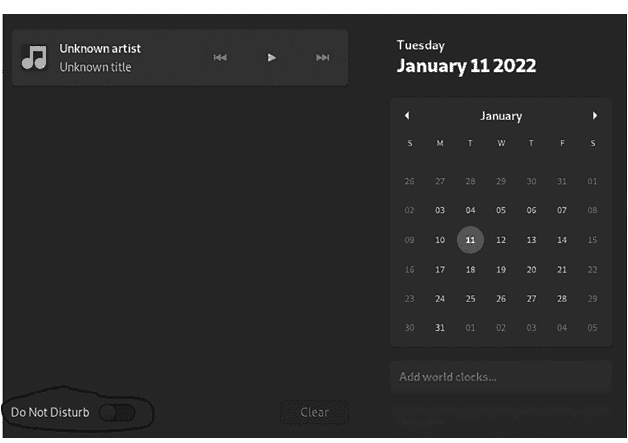 Unknown artist
Unknown title
Tuesday
January 11 2022
January
S M T W T F S
26 27 28 29 30 31 01
02 03 04 05 06 07 08
09 10 11 12 13 14 15
16 17 18 19 20 21 22
23 24 25 26 27 28 29
30 31 01 02 03 04 05
Add world clocks...
Do Not Disturb
Clear